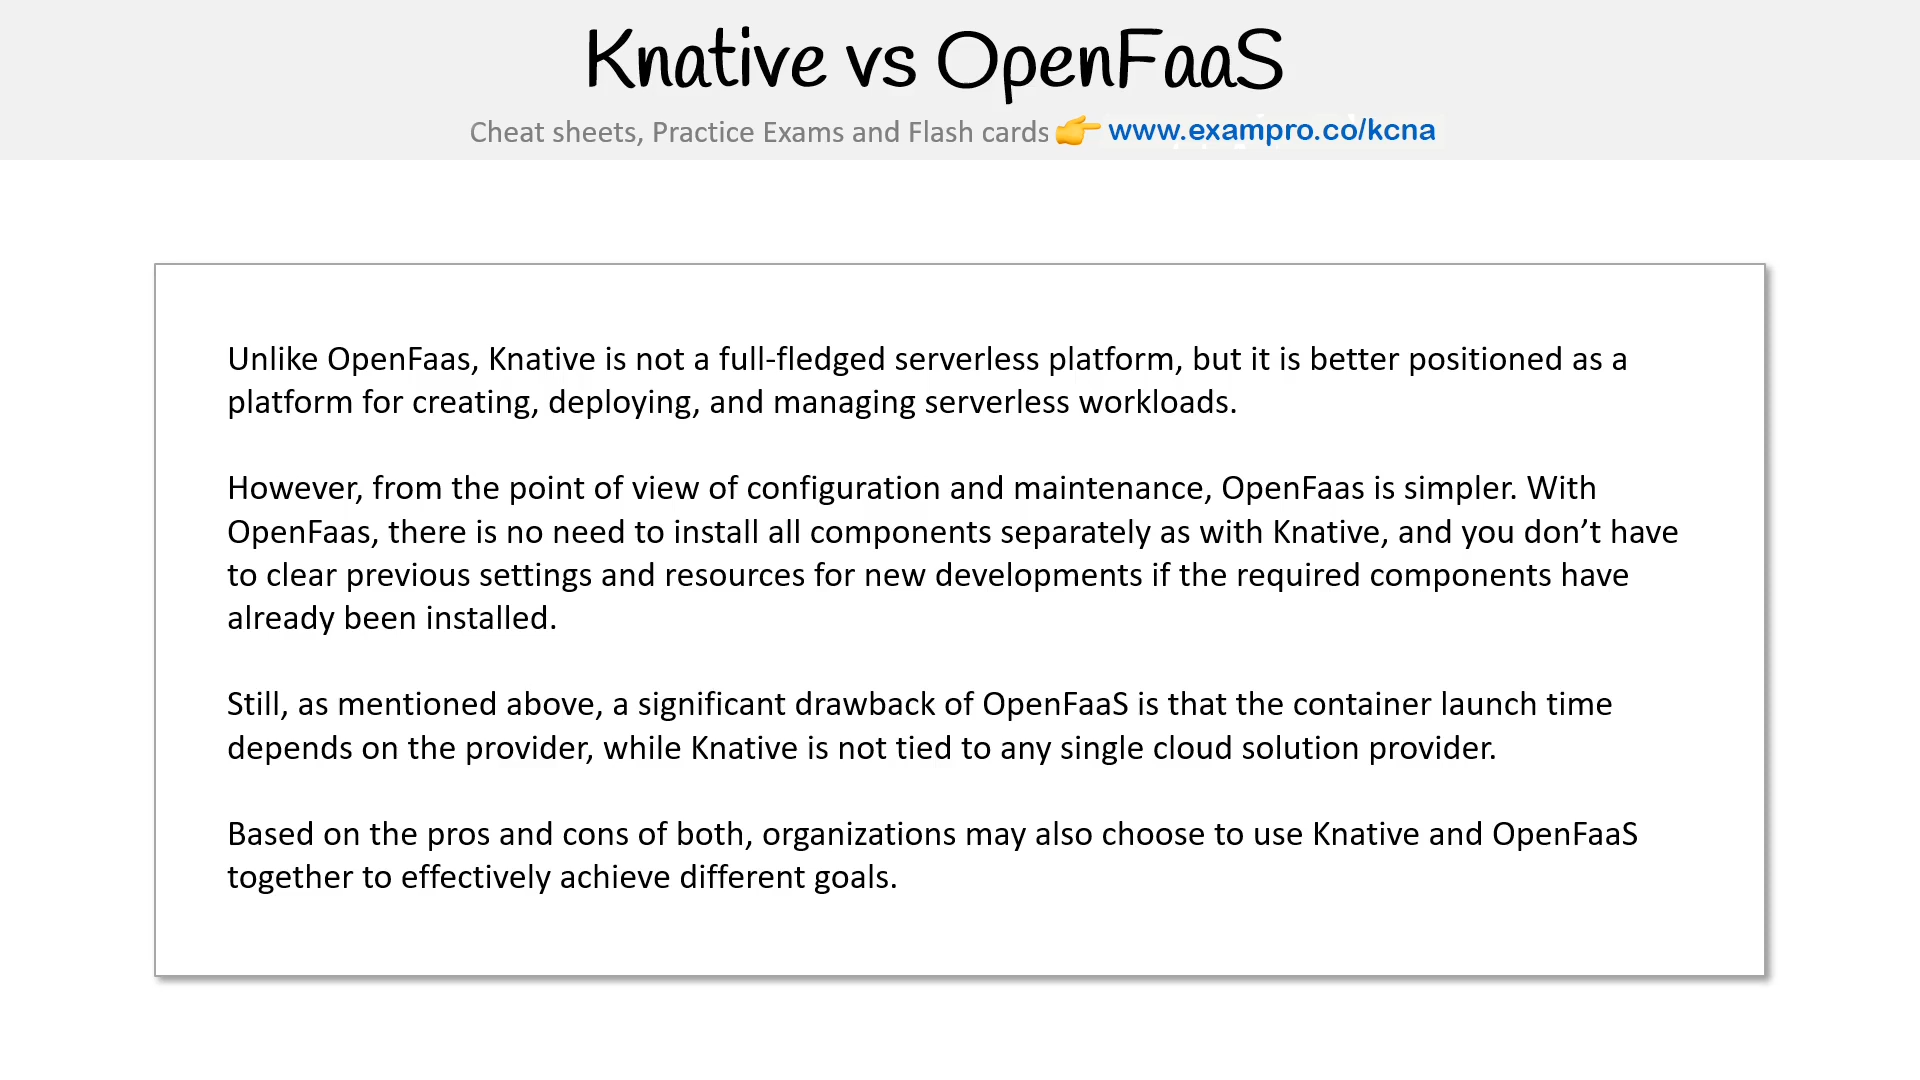 Knative vs OpenFaaS
Cheat sheets, Practice Exams and Flash cards 👉 www.exampro.co/kcna
Unlike OpenFaas, Knative is not a full-fledged serverless platform, but it is better positioned as a
platform for creating, deploying, and managing serverless workloads.
However, from the point of view of configuration and maintenance, OpenFaas is simpler. With
OpenFaas, there is no need to install all components separately as with Knative, and you don’t have
to clear previous settings and resources for new developments if the required components have
already been installed.
Still, as mentioned above, a significant drawback of OpenFaaS is that the container launch time
depends on the provider, while Knative is not tied to any single cloud solution provider.
Based on the pros and cons of both, organizations may also choose to use Knative and OpenFaaS
together to effectively achieve different goals.